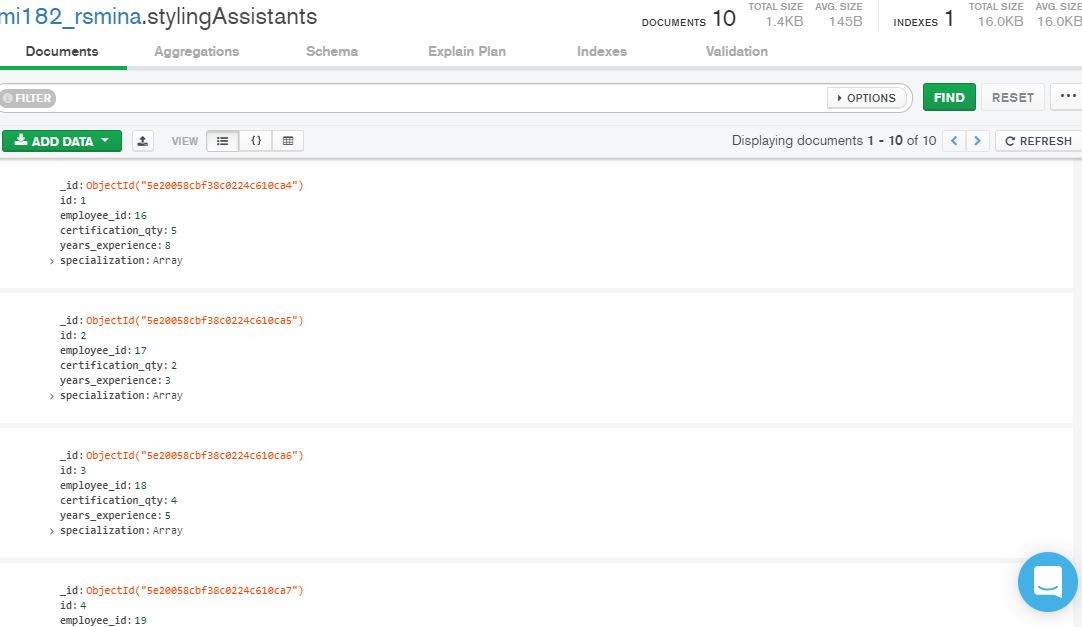 mi182_rsmina.stylingAssistants
DOCUMENTS 10 TOTAL SIZE 1.4KB AVG. SIZE 145B INDEXES 1 TOTAL SIZE 16.0KB AVG. SIZE 16.0KB
Documents Aggregations Schema Explain Plan Indexes Validation
FILTER OPTIONS FIND RESET ...
ADD DATA VIEW {} Displaying documents 1 - 10 of 10 < > REFRESH
_id: ObjectId("5e20058cbf38c0224c610ca4")
id: 1
employee_id: 16
certification_qty: 5
years_experience: 8
> specialization: Array
_id: ObjectId("5e20058cbf38c0224c610ca5")
id: 2
employee_id: 17
certification_qty: 2
years_experience: 3
> specialization: Array
_id: ObjectId("5e20058cbf38c0224c610ca6")
id: 3
employee_id: 18
certification_qty: 4
years_experience: 5
> specialization: Array
_id: ObjectId("5e20058cbf38c0224c610ca7")
id: 4
employee_id: 19